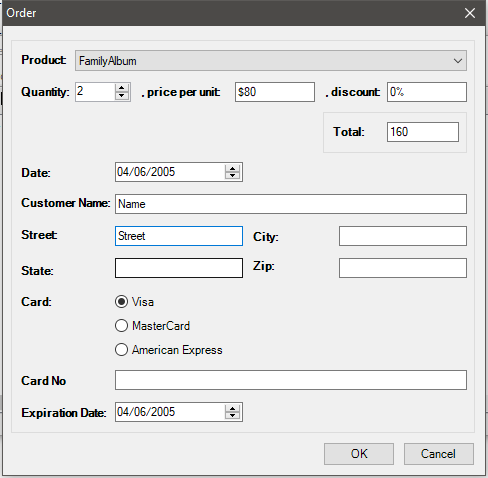 Order
Product: FamilyAlbum
Quantity: 2 , price per unit: $80 , discount: 0%
Total: 160
Date: 04/06/2005
Customer Name: Name
Street: Street City:
State: Zip:
Card: Visa
MasterCard
American Express
Card No
Expiration Date: 04/06/2005
OK Cancel